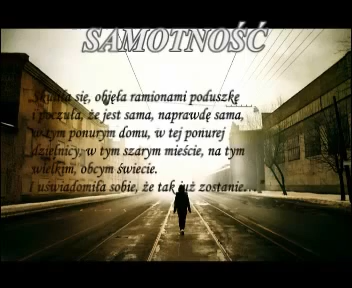 SAMOTNOŚĆ
„Skuliła się, objęła ramionami poduszkę
i poczuła, że jest sama, naprawdę sama,
w tym ponurym domu, w tej ponurej
dzielnicy, w tym szarym mieście, na tym
wielkim, obcym świecie.
I uświadomiła sobie, że tak już zostanie…